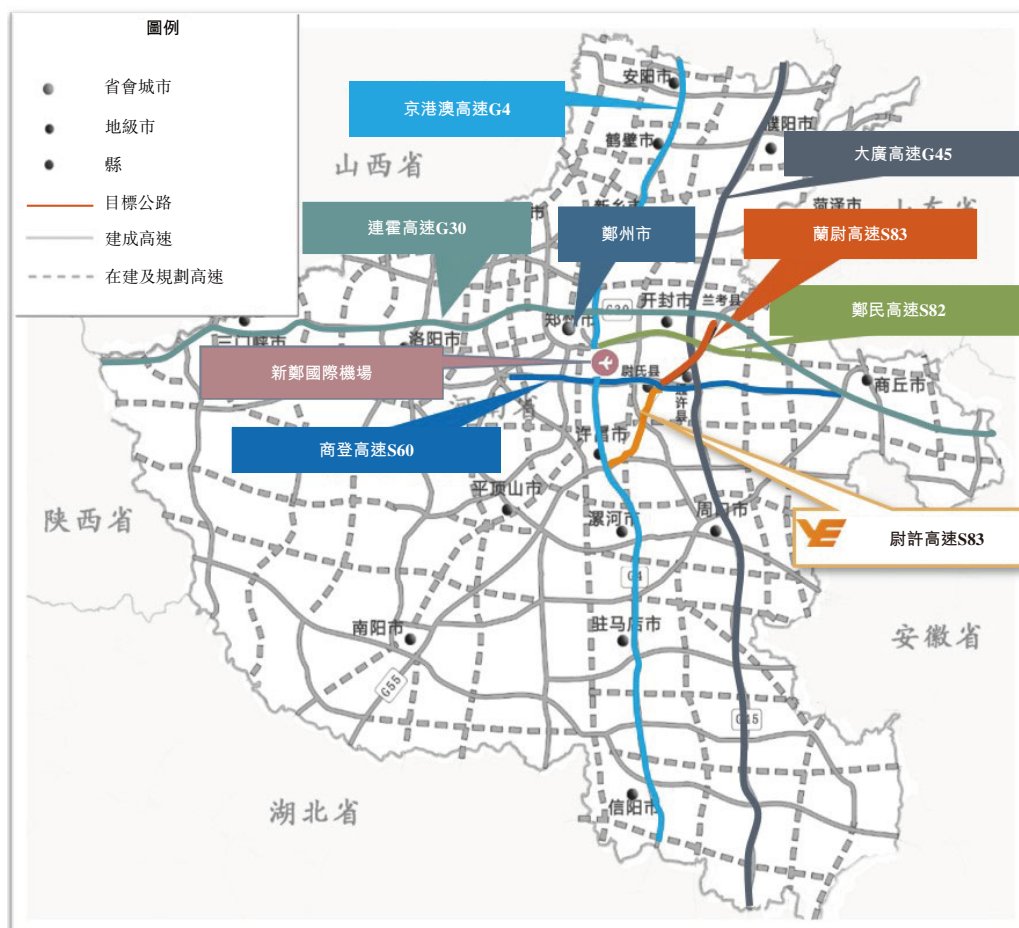 圖例
省會城市
地級市
縣
目標公路
建成高速
在建及規劃高速
安阳市
京港澳高速G4
鹤壁市
濮阳市
山西省
大廣高速G45
菏泽市
連霍高速G30
鄭州市
蘭尉高速S83
开封市
兰考县
鄭民高速S82
洛阳市
新鄭國際機場
尉氏县
商丘市
河南省
商登高速S60
许昌市
平顶山市
陕西省
漯河市
周口市
YE
尉許高速S83
G4
南阳市
驻马店市
安徽省
G55
G45
信阳市
湖北省